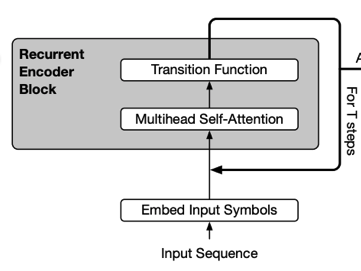 Recurrent
Encoder
Block
Transition Function
Multihead Self-Attention
For T steps
Embed Input Symbols
Input Sequence